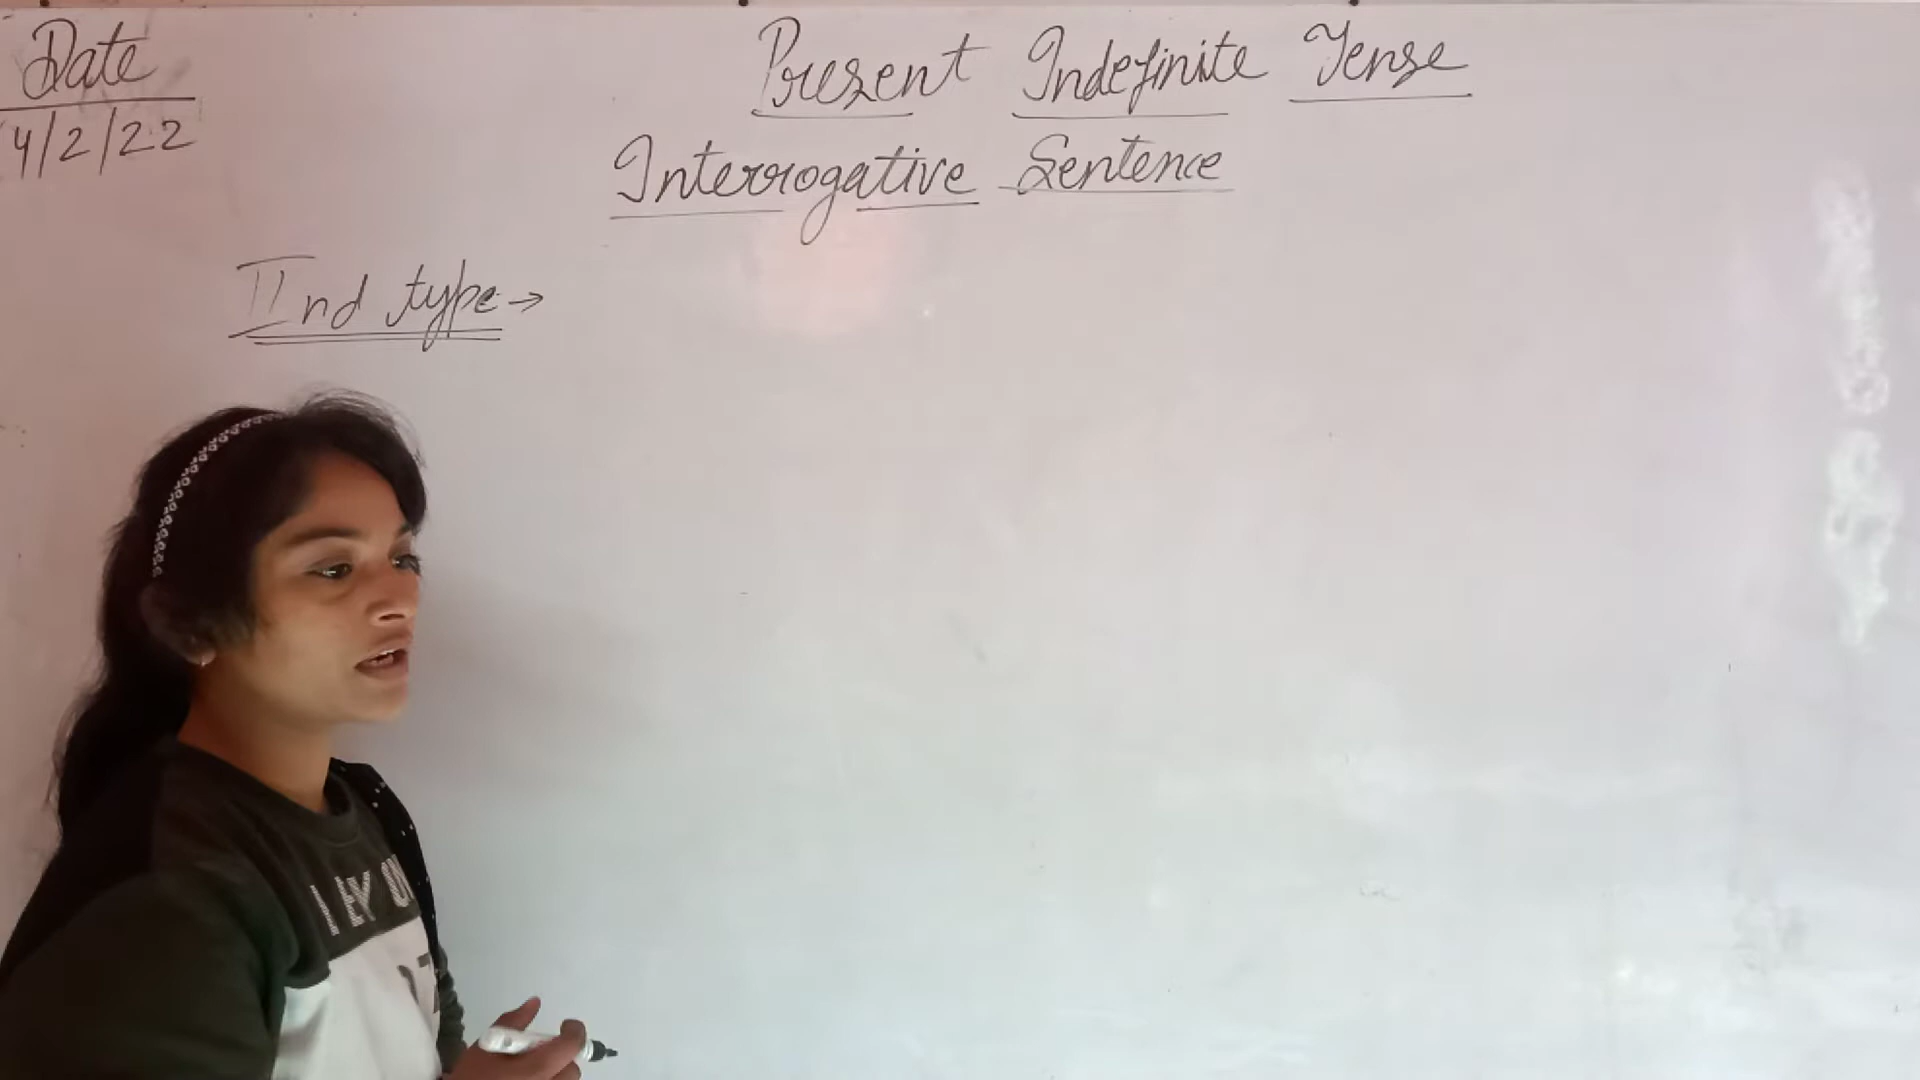 Date
4/2/22
Present Indefinite Tense
Interrogative Sentence
IInd type →